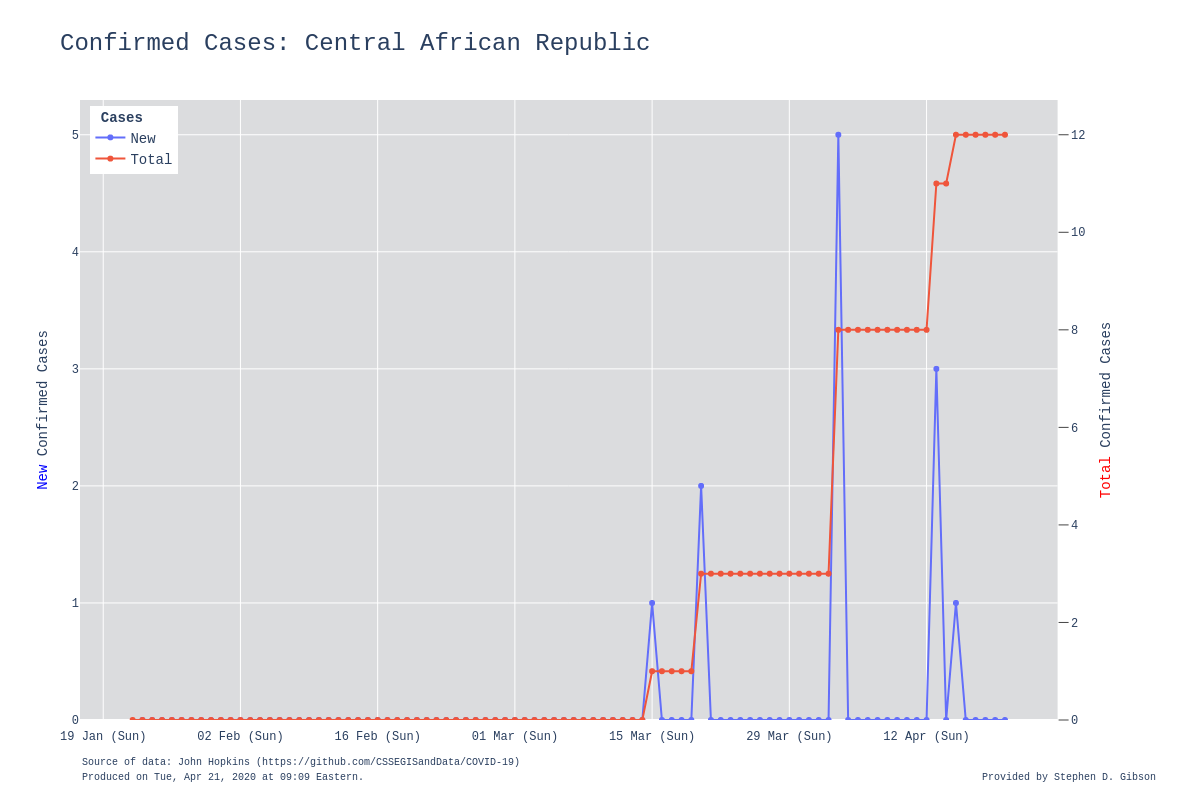 Confirmed Cases: Central African Republic
Cases
New
Total
5
4
3
2
1
0
12
10
8
6
4
2
0
New Confirmed Cases
Total Confirmed Cases
19 Jan (Sun) 02 Feb (Sun) 16 Feb (Sun) 01 Mar (Sun) 15 Mar (Sun) 29 Mar (Sun) 12 Apr (Sun)
Source of data: John Hopkins (https://github.com/CSSEGISandData/COVID-19)
Produced on Tue, Apr 21, 2020 at 09:09 Eastern.
Provided by Stephen D. Gibson